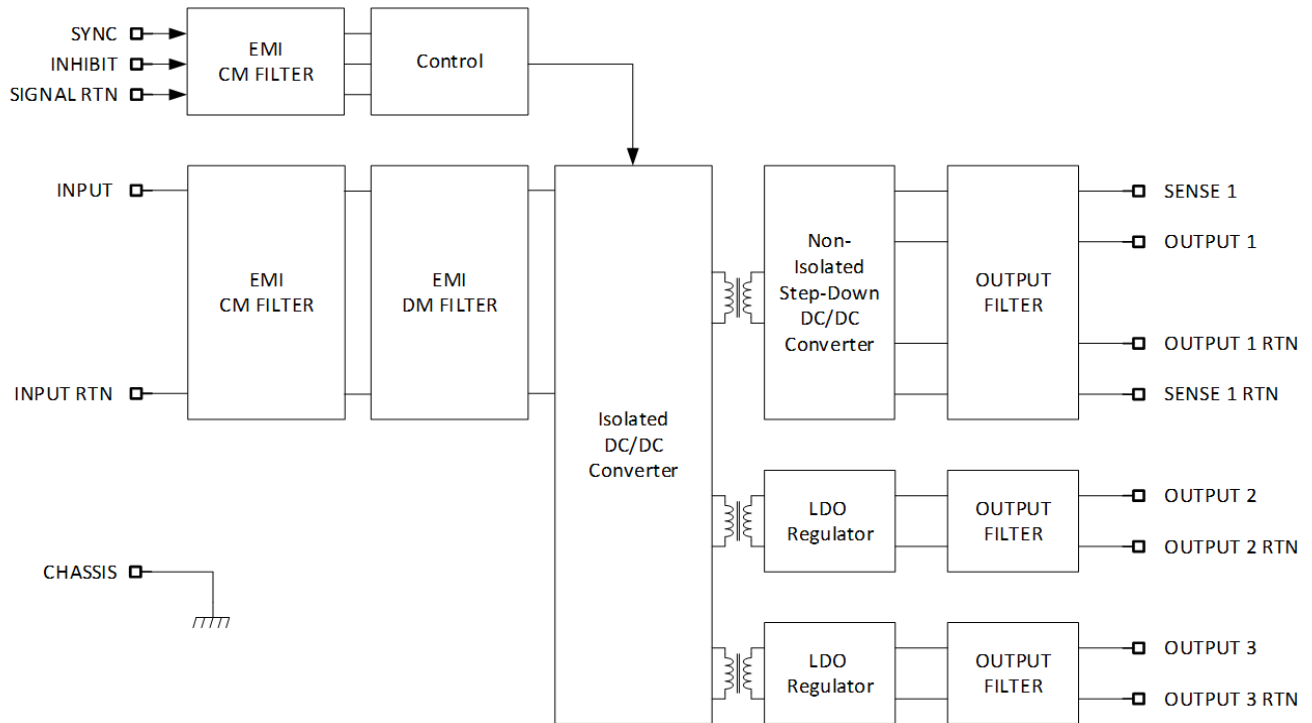 SYNC
INHIBIT
SIGNAL RTN
EMI
CM FILTER
Control
INPUT
INPUT RTN
EMI
CM FILTER
EMI
DM FILTER
CHASSIS
Isolated
DC/DC
Converter
Non-
Isolated
Step-Down
DC/DC
Converter
OUTPUT
FILTER
SENSE 1
OUTPUT 1
OUTPUT 1 RTN
SENSE 1 RTN
LDO
Regulator
OUTPUT
FILTER
OUTPUT 2
OUTPUT 2 RTN
LDO
Regulator
OUTPUT
FILTER
OUTPUT 3
OUTPUT 3 RTN